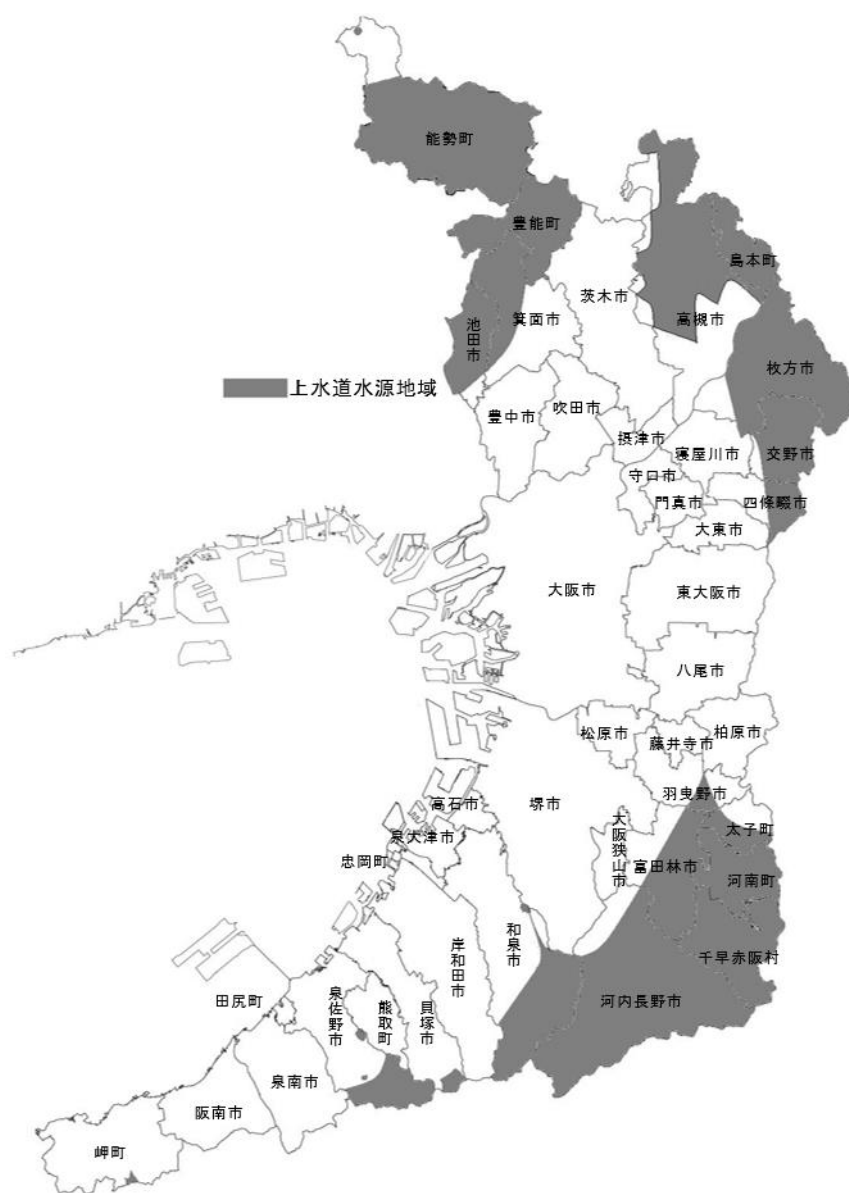 能勢町
豊能町
島本町
茨木市
箕面市
高槻市
池田市
枚方市
上水道水源地域
吹田市
豊中市
摂津市
寝屋川市
交野市
守口市
門真市
四條畷市
大東市
大阪市
東大阪市
八尾市
松原市
藤井寺市
柏原市
羽曳野市
高石市
堺市
大阪狭山市
太子町
泉大津市
忠岡町
富田林市
河南町
和泉市
岸和田市
千早赤阪村
田尻町
泉佐野市
熊取町
貝塚市
河内長野市
泉南市
阪南市
岬町